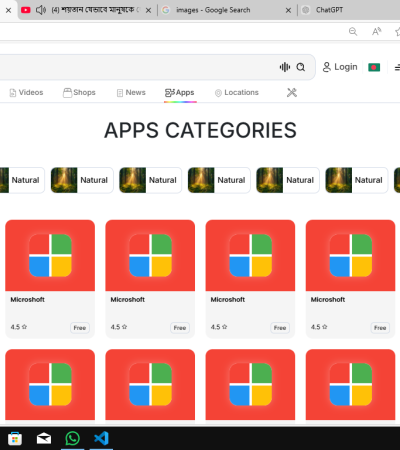 (4) শয়তান যেভাবে মানুষকে
images - Google Search
ChatGPT
Login
Videos
Shops
News
Apps
Locations
APPS CATEGORIES
Natural
Natural
Natural
Natural
Natural
Natural
Microshoft
Microshoft
Microshoft
Microshoft
4.5 ☆
Free
4.5 ☆
Free
4.5 ☆
Free
4.5 ☆
Free